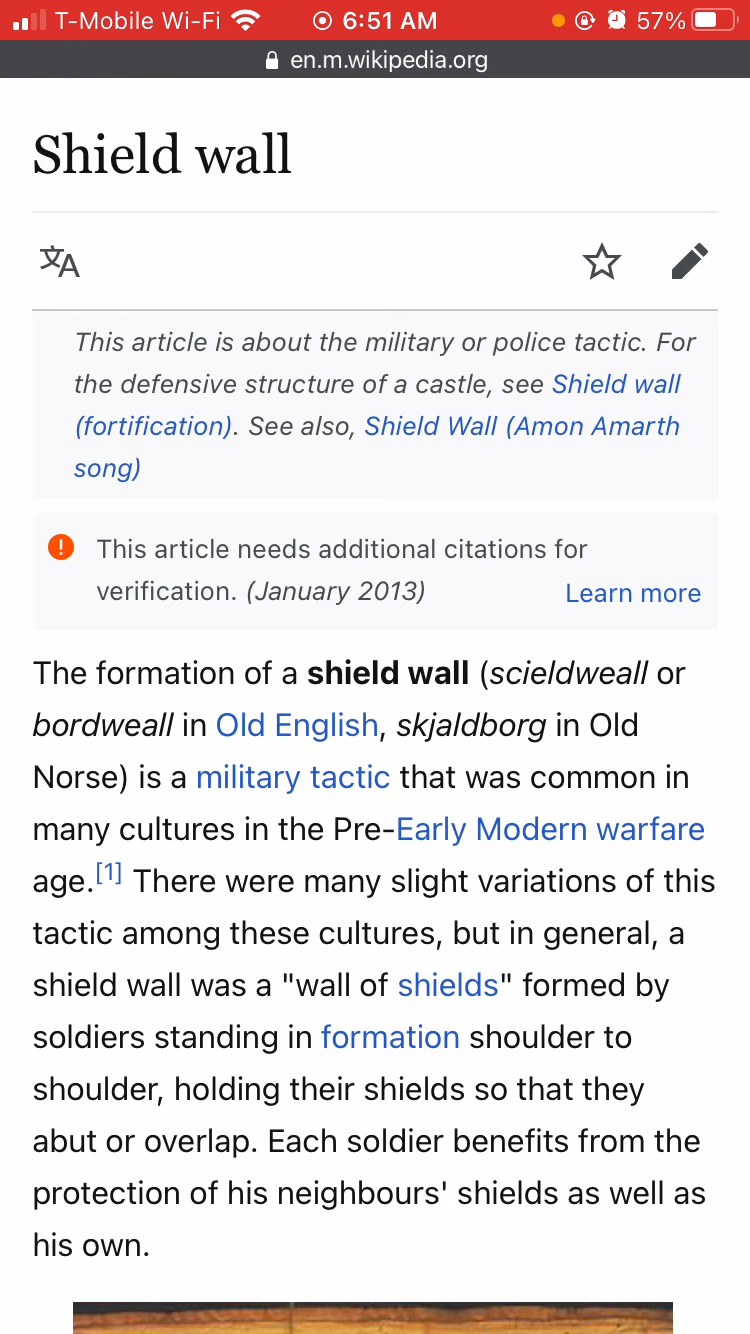 T-Mobile Wi-Fi 6:51 AM 57%
en.m.wikipedia.org
Shield wall
文A
This article is about the military or police tactic. For
the defensive structure of a castle, see Shield wall
(fortification). See also, Shield Wall (Amon Amarth
song)
This article needs additional citations for
verification. (January 2013) Learn more
The formation of a shield wall (scieldweall or
bordweall in Old English, skjaldborg in Old
Norse) is a military tactic that was common in
many cultures in the Pre-Early Modern warfare
age.[1] There were many slight variations of this
tactic among these cultures, but in general, a
shield wall was a "wall of shields" formed by
soldiers standing in formation shoulder to
shoulder, holding their shields so that they
abut or overlap. Each soldier benefits from the
protection of his neighbours' shields as well as
his own.